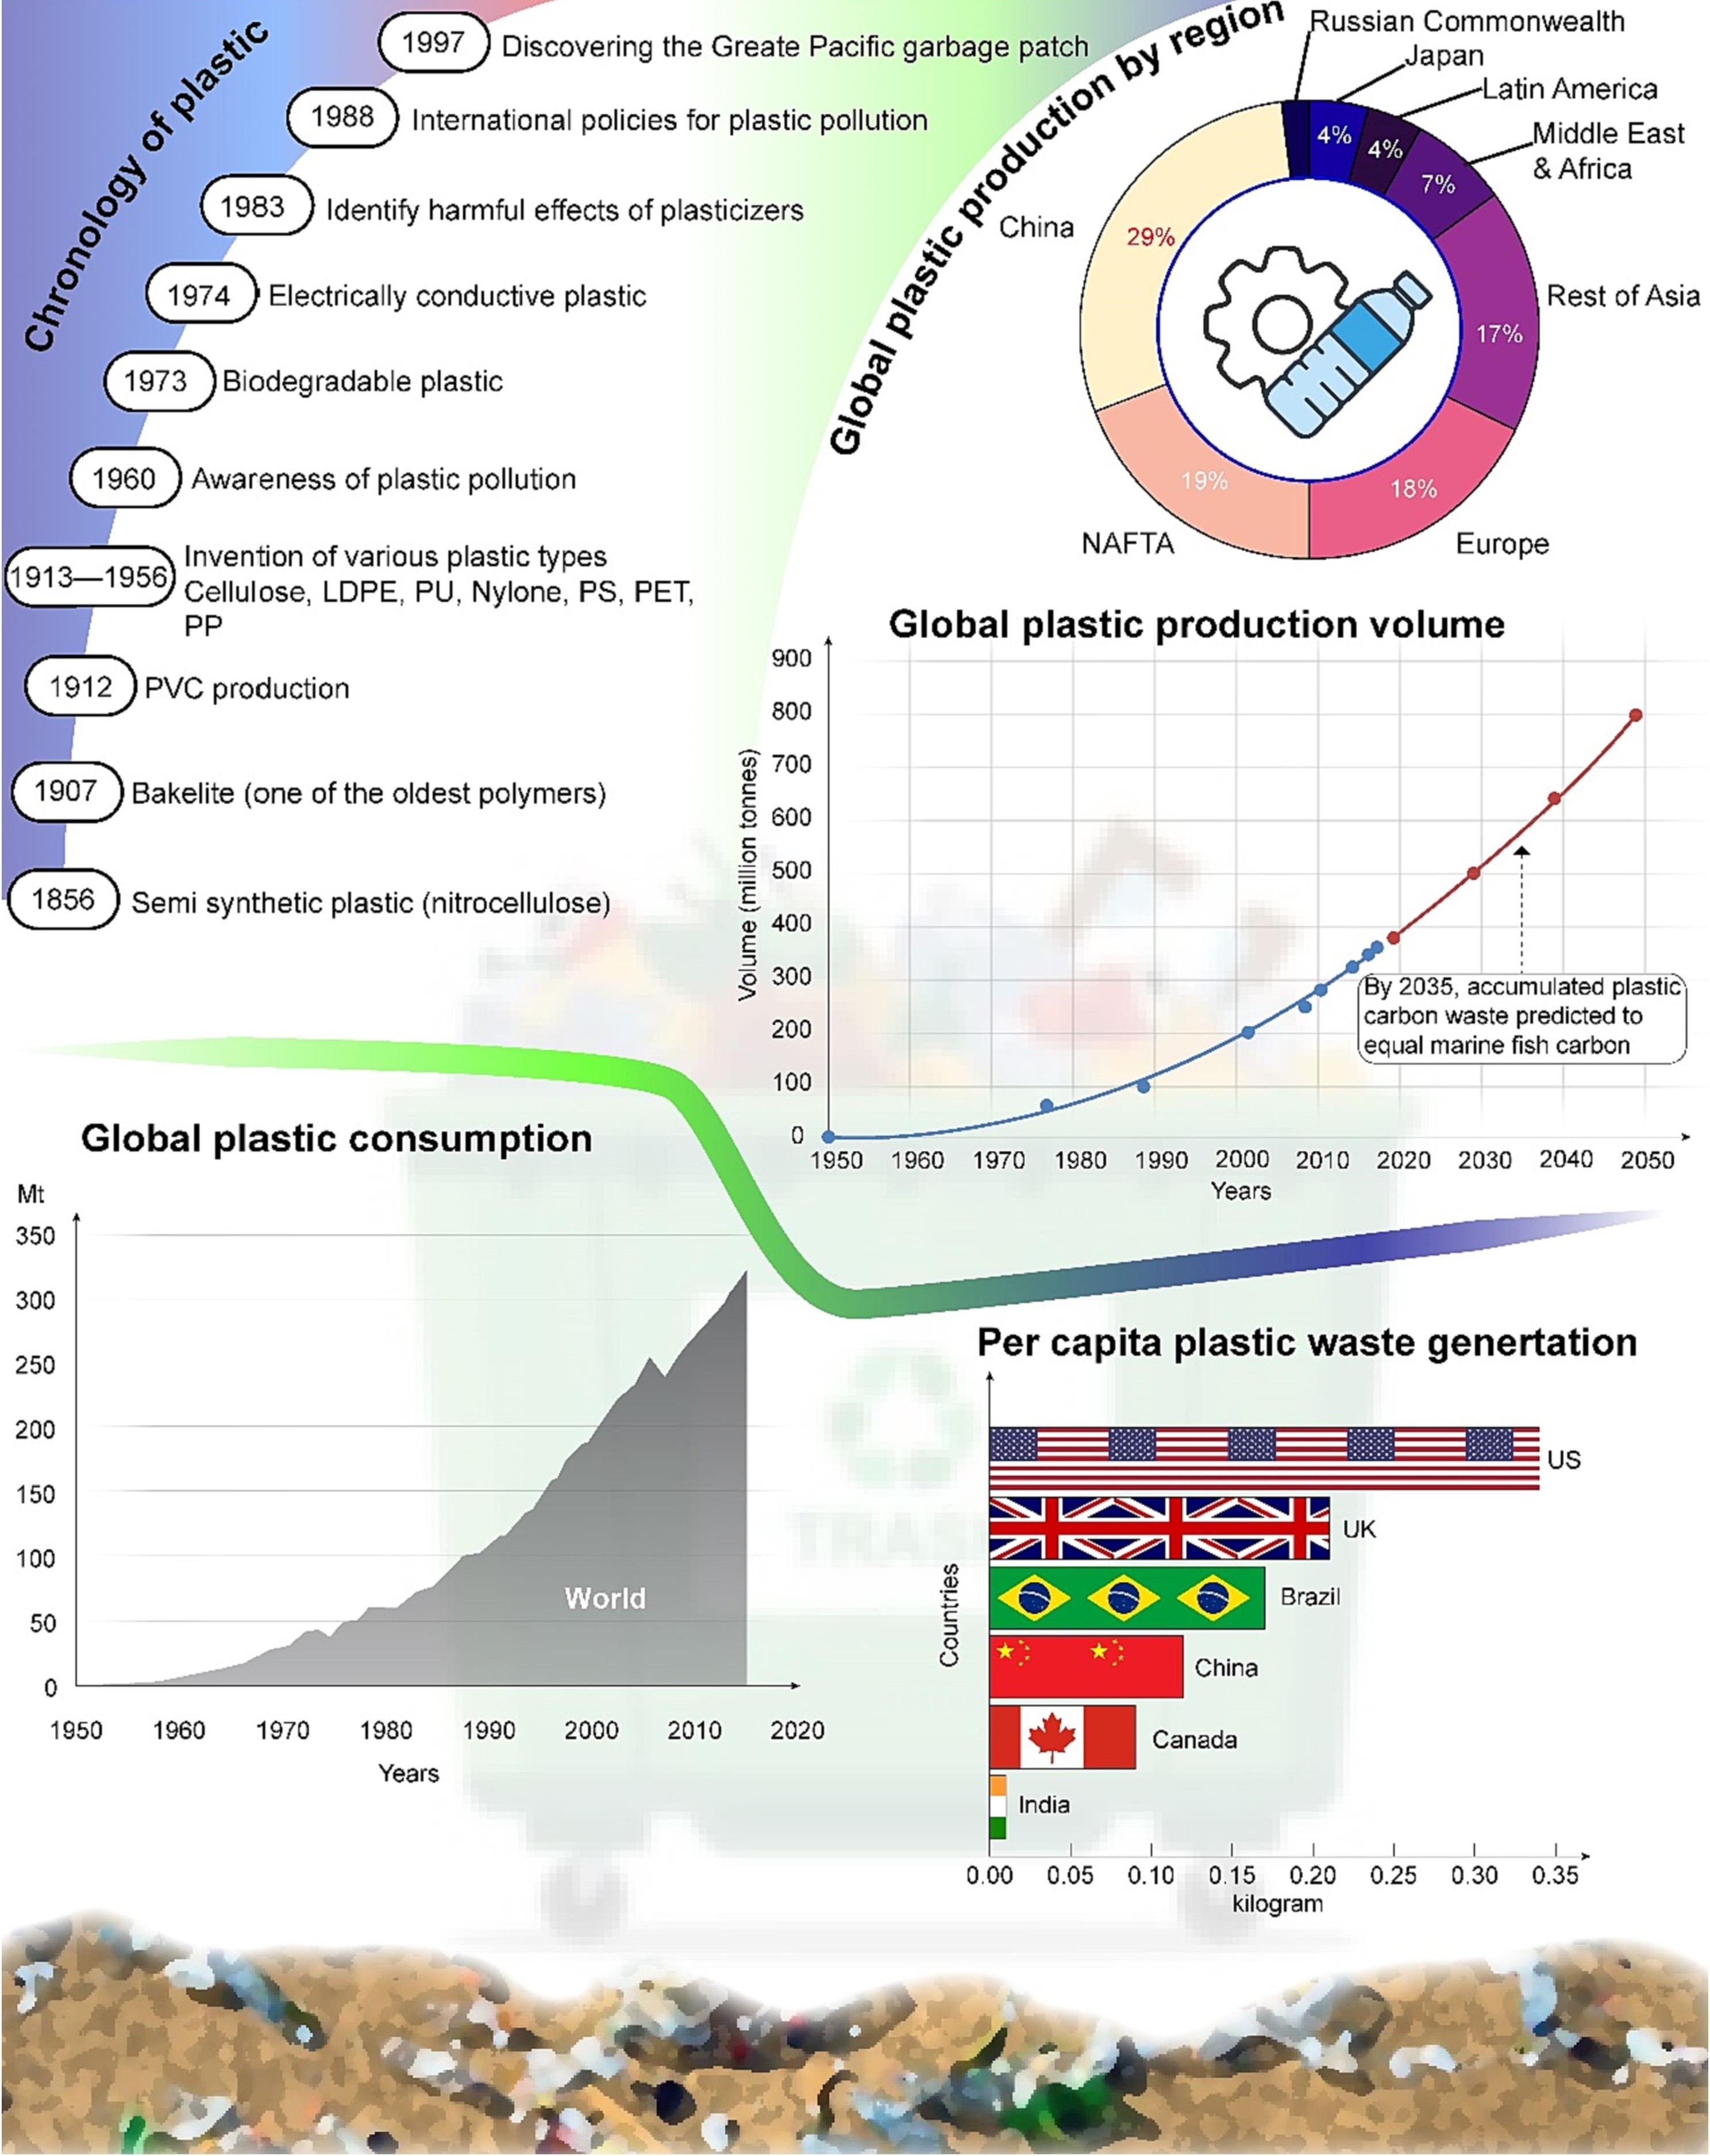 Chronology of plastic
1997
Discovering the Greate Pacific garbage patch
1988
International policies for plastic pollution
1983
Identify harmful effects of plasticizers
1974
Electrically conductive plastic
1973
Biodegradable plastic
1960
Awareness of plastic pollution
1913—1956
Invention of various plastic types
Cellulose, LDPE, PU, Nylone, PS, PET,
PP
1912
PVC production
1907
Bakelite (one of the oldest polymers)
1856
Semi synthetic plastic (nitrocellulose)
Global plastic production by region
Russian Commonwealth
Japan
Latin America
Middle East
& Africa
Rest of Asia
Europe
NAFTA
China
4%
4%
7%
17%
18%
19%
29%
Global plastic production volume
Volume (million tonnes)
900
800
700
600
500
400
300
200
100
0
By 2035, accumulated plastic
carbon waste predicted to
equal marine fish carbon
1950 1960 1970 1980 1990 2000 2010 2020 2030 2040 2050
Years
Global plastic consumption
Mt
350
300
250
200
150
100
50
0
World
1950 1960 1970 1980 1990 2000 2010 2020
Years
TRAS
Per capita plastic waste genertation
Countries
US
UK
Brazil
China
Canada
India
0.00 0.05 0.10 0.15 0.20 0.25 0.30 0.35
kilogram